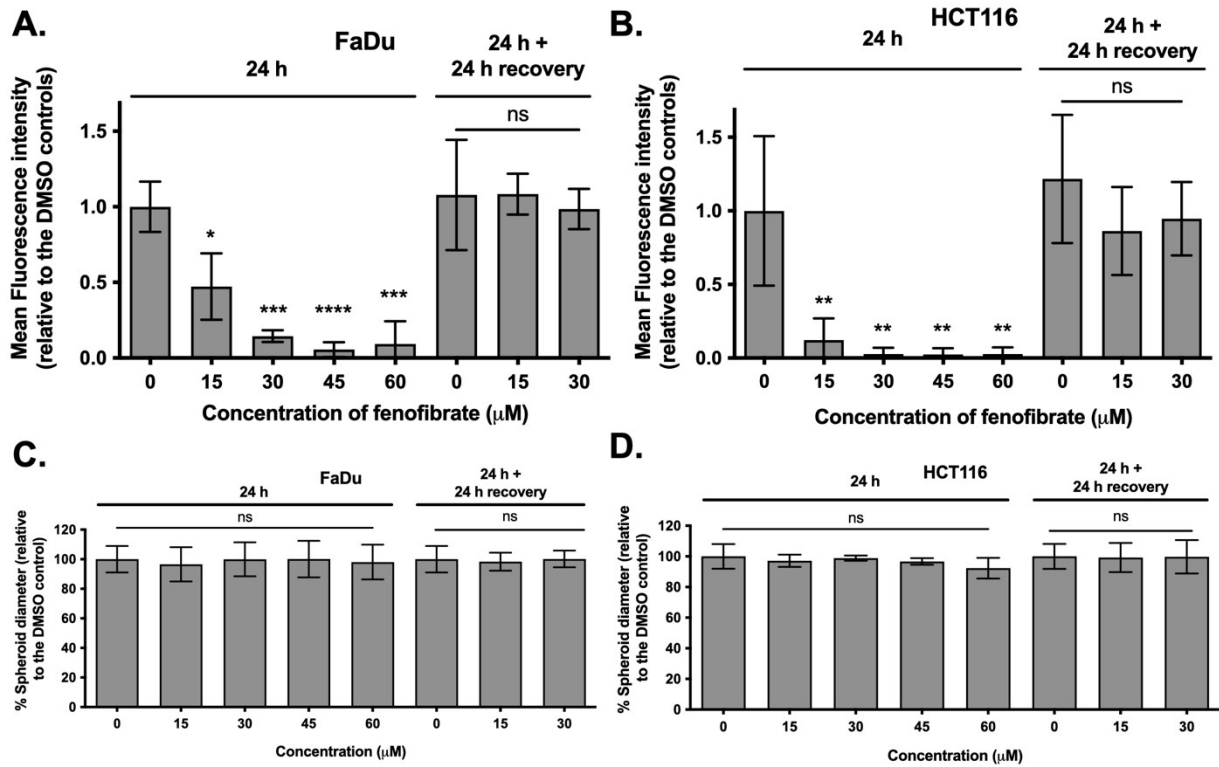 A.
FaDu
24 h
24 h +
24 h recovery
ns
Mean Fluorescence intensity
(relative to the DMSO controls)
1.5
1.0
0.5
0.0
*
***
****
***
0 15 30 45 60 0 15 30
Concentration of fenofibrate (μM)
B.
HCT116
24 h
24 h +
24 h recovery
ns
Mean Fluorescence intensity
(relative to the DMSO controls)
1.5
1.0
0.5
0.0
**
**
**
**
0 15 30 45 60 0 15 30
Concentration of fenofibrate (μM)
C.
FaDu
24 h
24 h +
24 h recovery
ns
ns
% Spheroid diameter (relative
to the DMSO control)
120
100
80
60
40
20
0
0 15 30 45 60 0 15 30
Concentration (μM)
D.
HCT116
24 h
24 h +
24 h recovery
ns
ns
% Spheroid diameter (relative
to the DMSO control)
120
100
80
60
40
20
0
0 15 30 45 60 0 15 30
Concentration (μM)